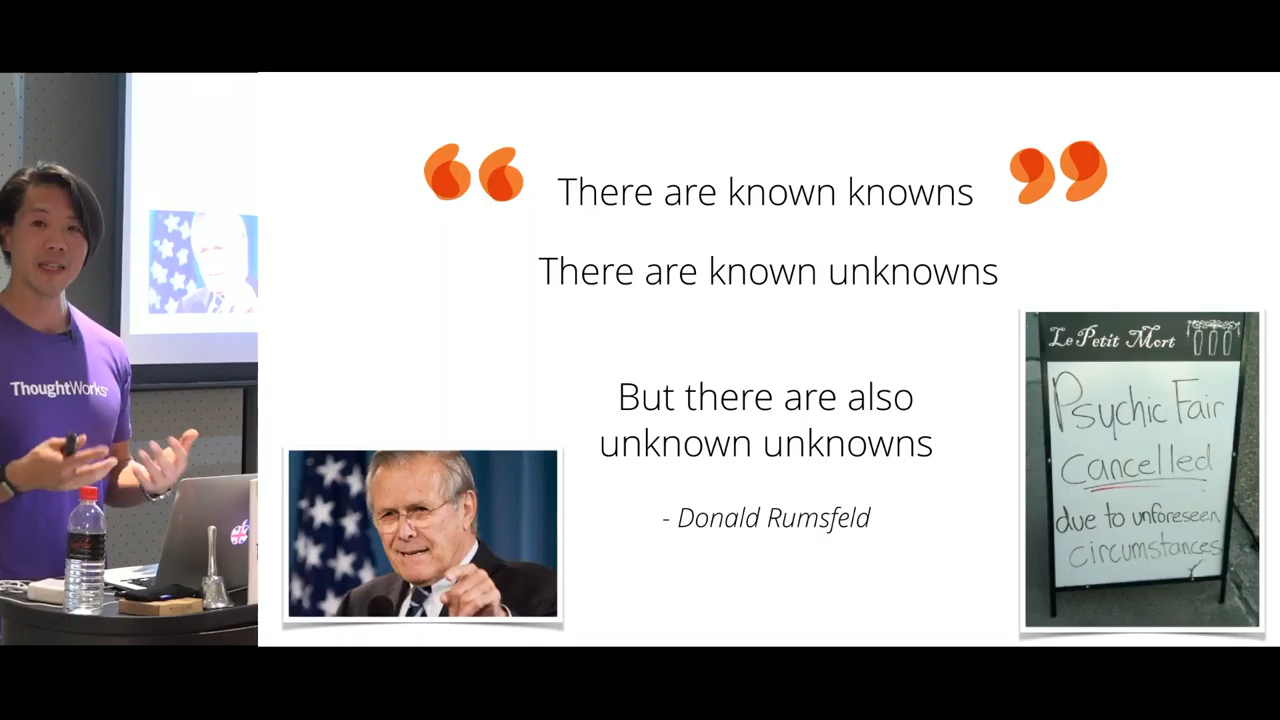 ThoughtWorks
There are known knowns
There are known unknowns
But there are also
unknown unknowns
- Donald Rumsfeld
Le Petit Mort
Psychic Fair
Cancelled
due to unforeseen
circumstances